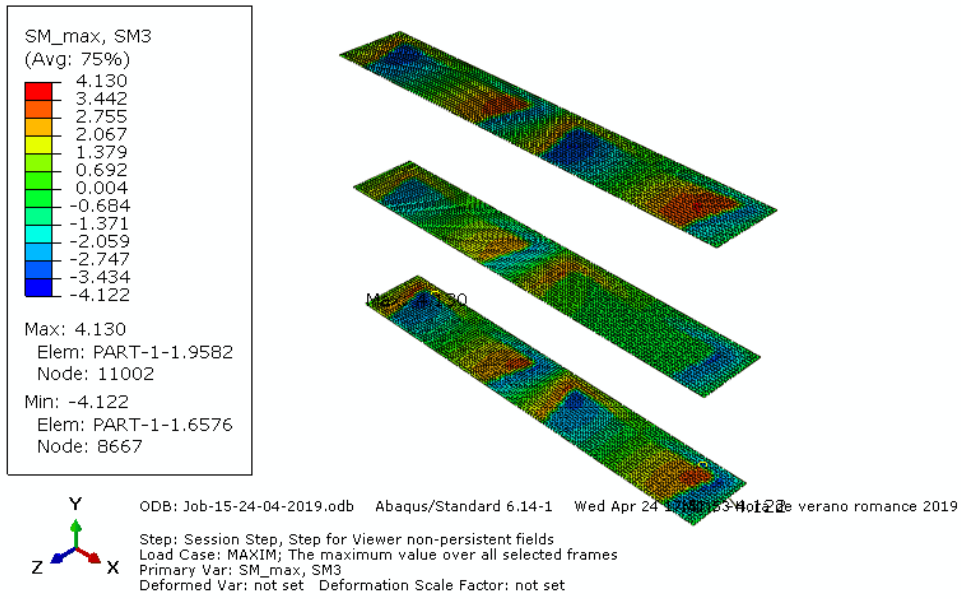 SM_max, SM3
(Avg: 75%)
4.130
3.442
2.755
2.067
1.379
0.692
0.004
-0.684
-1.371
-2.059
-2.747
-3.434
-4.122
Max: 4.130
Elem: PART-1-1.9582
Node: 11002
Min: -4.122
Elem: PART-1-1.6576
Node: 8667
4.130
Y
Z
X
ODB: Job-15-24-04-2019.odb Abaqus/Standard 6.14-1 Wed Apr 24 de verano romance 2019
Step: Session Step, Step for Viewer non-persistent fields
Load Case: MAXIM; The maximum value over all selected frames
Primary Var: SM_max, SM3
Deformed Var: not set Deformation Scale Factor: not set